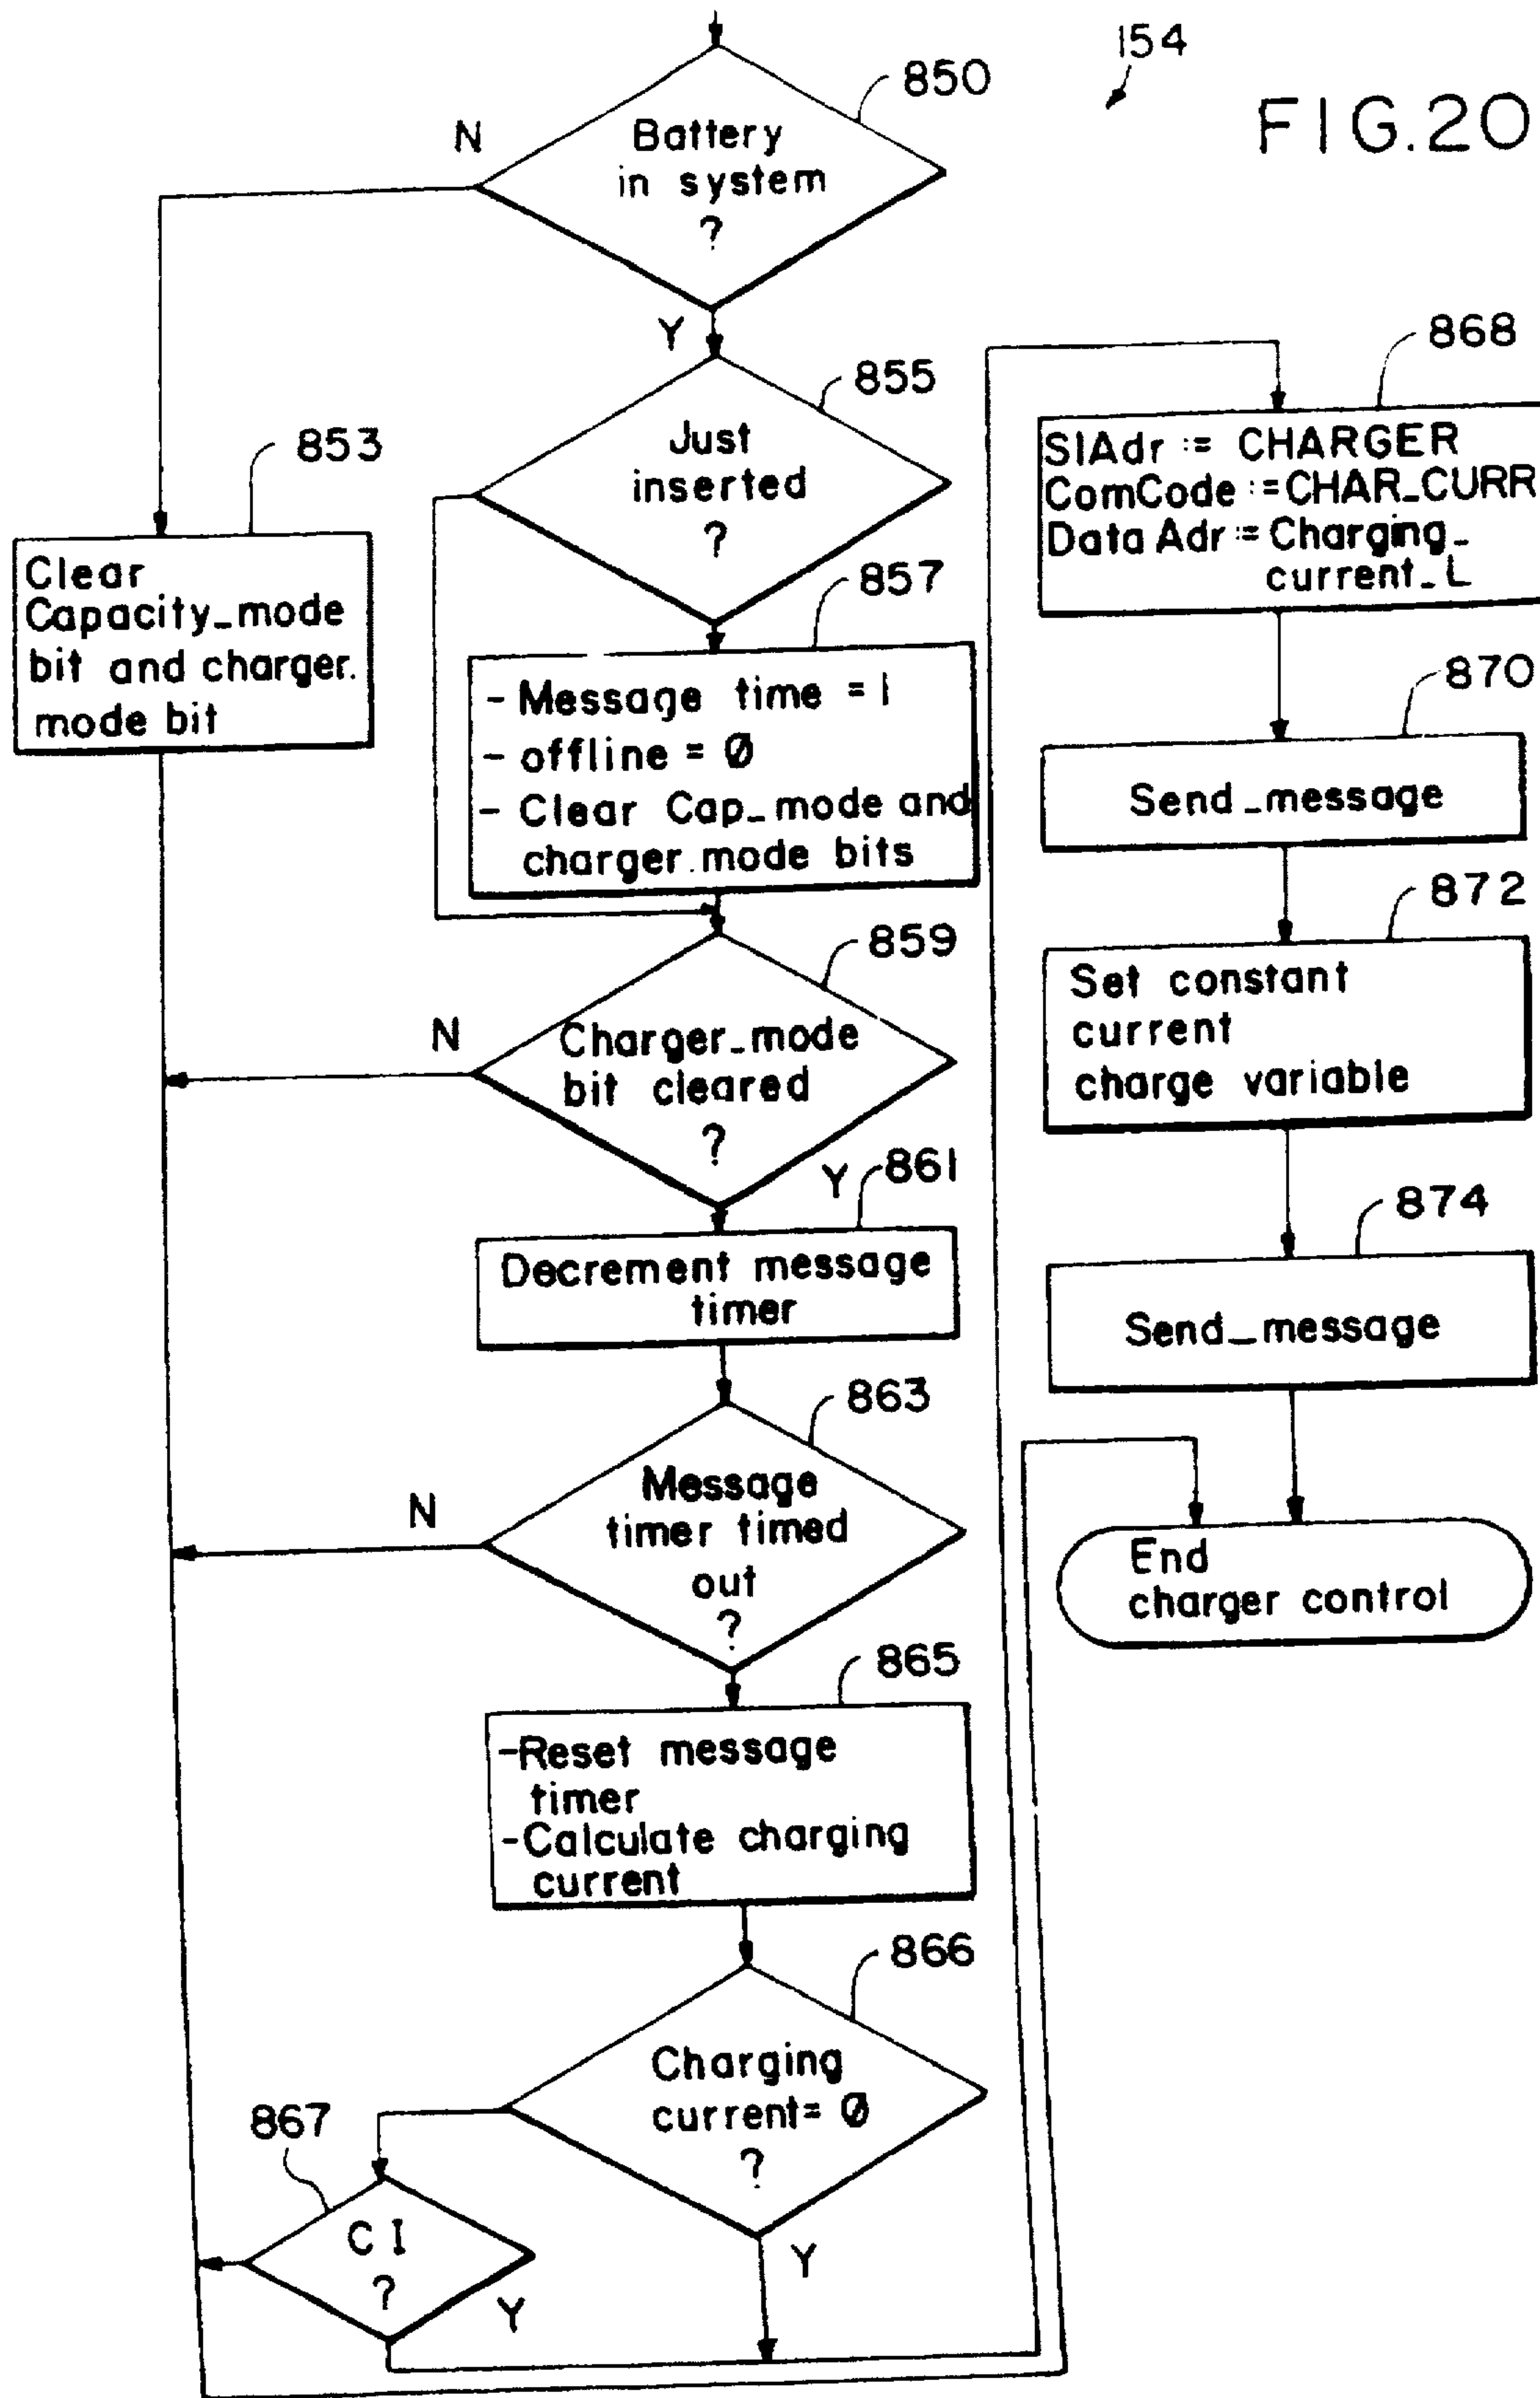 154
FIG.20
850
N
Battery
in system
?
Y
855
Just
inserted
?
853
Clear
Capacity_mode
bit and charger.
mode bit
857
- Message time = 1
- offline = Ø
- Clear Cap_mode and
charger.mode bits
859
N
Charger_mode
bit cleared
?
Y
861
Decrement message
timer
863
N
Message
timer timed
out
?
865
-Reset message
timer
-Calculate charging
current
866
Charging
current= Ø
?
Y
867
C I
?
Y
868
SlAdr := CHARGER
ComCode :=CHAR_CURR
Data Adr := Charging_
current_L
870
Send_message
872
Set constant
current
charge variable
874
Send_message
End
charger control